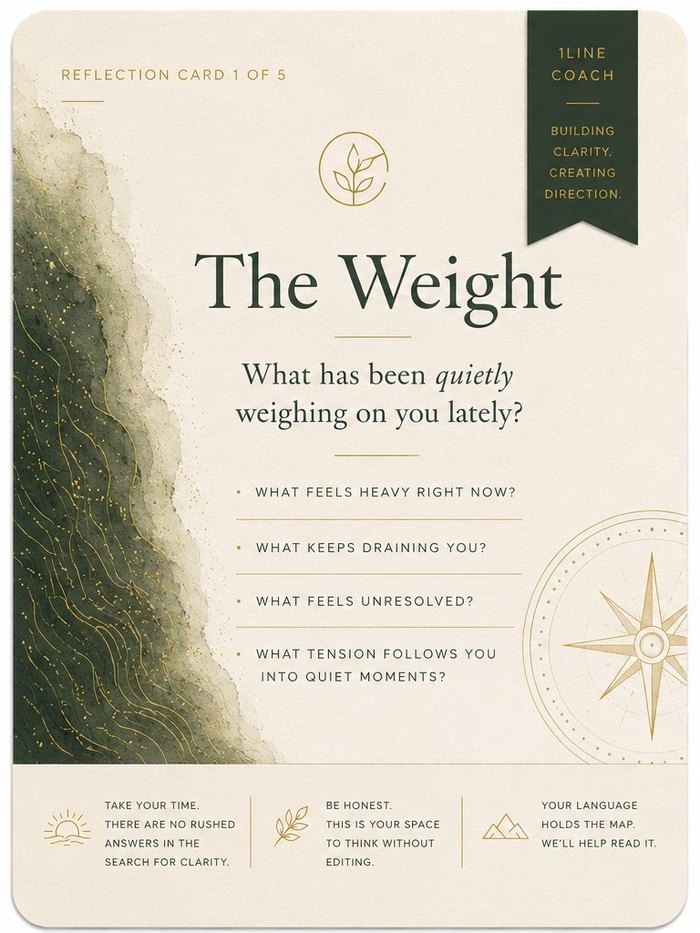 REFLECTION CARD 1 OF 5
1LINE
COACH
BUILDING
CLARITY.
CREATING
DIRECTION.
The Weight
What has been quietly
weighing on you lately?
• WHAT FEELS HEAVY RIGHT NOW?
• WHAT KEEPS DRAINING YOU?
• WHAT FEELS UNRESOLVED?
• WHAT TENSION FOLLOWS YOU
INTO QUIET MOMENTS?
TAKE YOUR TIME.
THERE ARE NO RUSHED
ANSWERS IN THE
SEARCH FOR CLARITY.
BE HONEST.
THIS IS YOUR SPACE
TO THINK WITHOUT
EDITING.
YOUR LANGUAGE
HOLDS THE MAP.
WE'LL HELP READ IT.